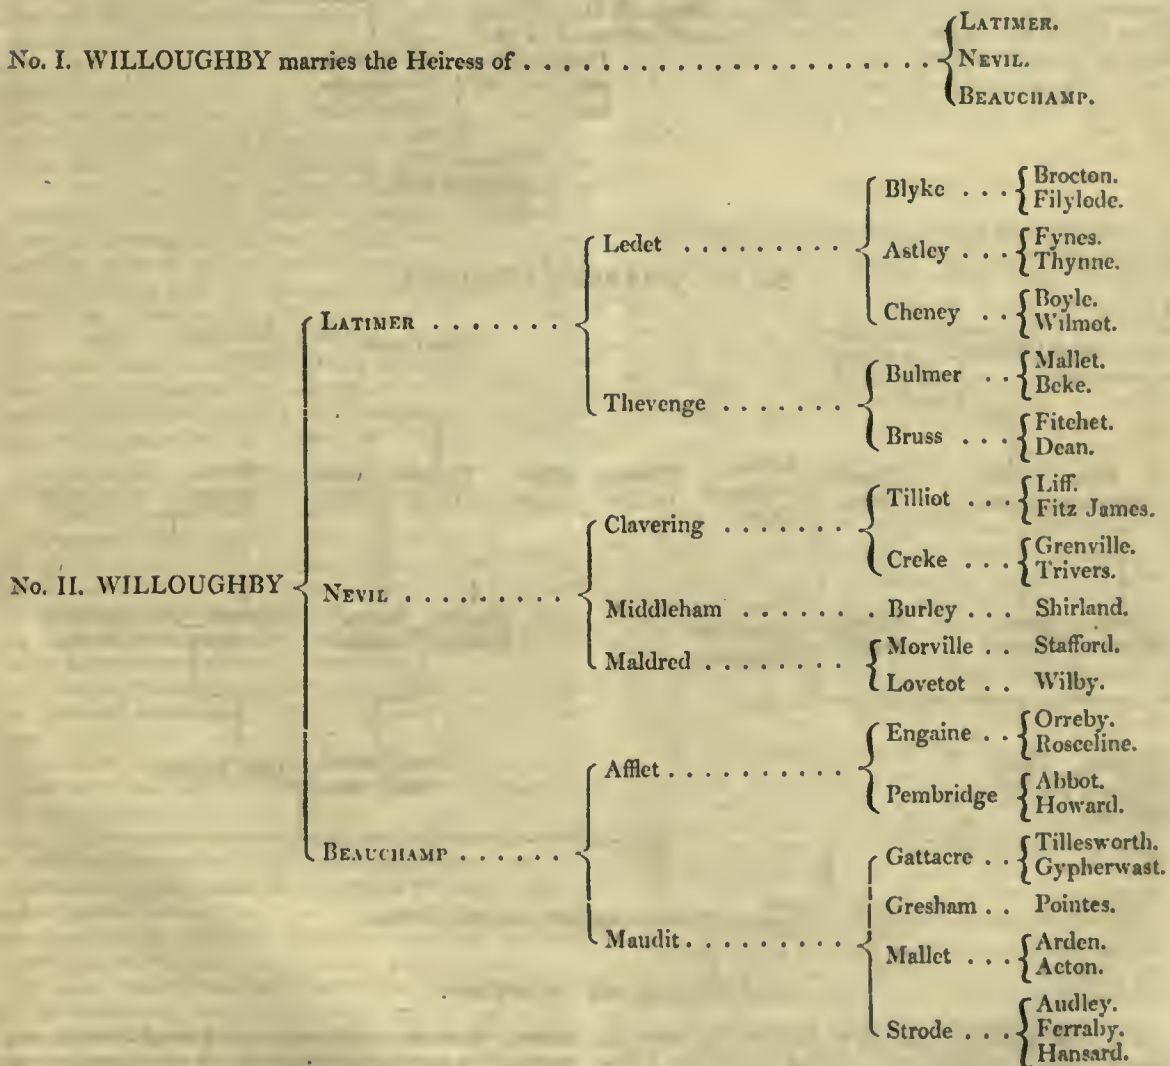 LATIMER.
No. I. WILLOUGHBY marries the Heiress of . . . . . . . . . . . . . . . . . . . . . . NEVIL.
BEAUCHAMP.
Blyke . . . Brocton.
Filylode.
Ledet . . . . . . . . . Astley . . . Fynes.
Thynne.
Cheney . . Boyle.
Wilmot.
LATIMER . . . . . . .
Bulmer . . Mallet.
Beke.
Thevenge . . . . . . .
Bruss . . . Fitchet.
Dean.
Tilliot . . . Liff.
Fitz James.
Clavering . . . . . . .
Creke . . . Grenville.
Trivers.
No. II. WILLOUGHBY
NEVIL . . . . . . . . .
Middleham . . . . . . . Burley . . . Shirland.
Maldred . . . . . . . .
Morville . . Stafford.
Lovetot . . Wilby.
Engaine . . Orreby.
Rosceline.
Afflet . . . . . . . . . .
Pembridge Abbot.
Howard.
BEAUCHAMP . . . . . .
Gattacre . . Tillesworth.
Gypherwast.
Gresham . . Pointes.
Maudit . . . . . . . . .
Mallet . . . Arden.
Acton.
Strode . . . Audley.
Ferraby.
Hansard.